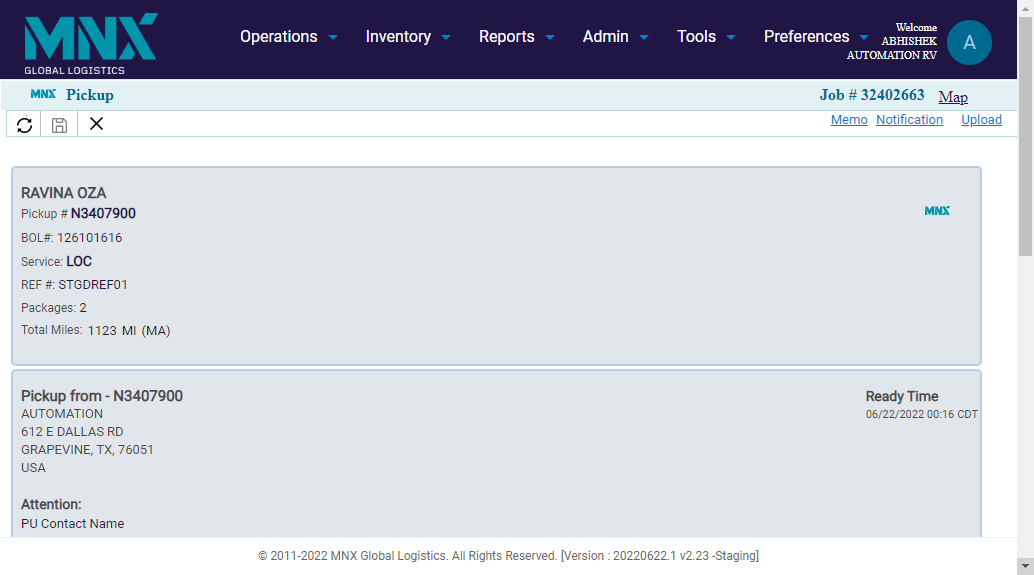 MNX
GLOBAL LOGISTICS
Operations Inventory Reports Admin Tools Preferences
Welcome
ABHISHEK
AUTOMATION RV
A
MNX Pickup Job # 32402663 Map
Memo Notification Upload
RAVINA OZA
Pickup # N3407900
MNX
BOL#: 126101616
Service: LOC
REF #: STGDREF01
Packages: 2
Total Miles: 1123 MI (MA)
Pickup from - N3407900 Ready Time
AUTOMATION 06/22/2022 00:16 CDT
612 E DALLAS RD
GRAPEVINE, TX, 76051
USA
Attention:
PU Contact Name
© 2011-2022 MNX Global Logistics. All Rights Reserved. [Version : 20220622.1 v2.23 -Staging]